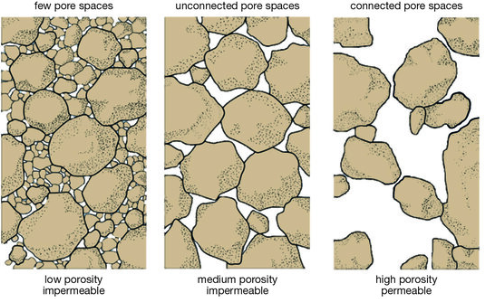 few pore spaces
unconnected pore spaces
connected pore spaces
low porosity
impermeable
medium porosity
impermeable
high porosity
permeable